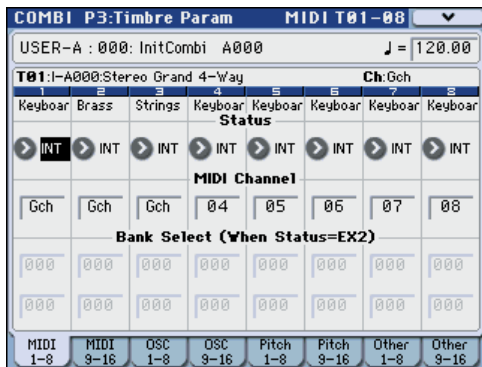 COMBI P3:Timbre Param MIDI T01-08
USER-A : 000: InitCombi A000 ♩ = 120.00
T01:I-A000:Stereo Grand 4-Way Ch:Gch
1 2 3 4 5 6 7 8
Keyboar Brass Strings Keyboar Keyboar Keyboar Keyboar Keyboar
Status
INT INT INT INT INT INT INT INT
MIDI Channel
Gch Gch Gch 04 05 06 07 08
Bank Select (When Status=EX2)
000 000 000 000 000 000 000 000
000 000 000 000 000 000 000 000
MIDI 1-8 MIDI 9-16 OSC 1-8 OSC 9-16 Pitch 1-8 Pitch 9-16 Other 1-8 Other 9-16